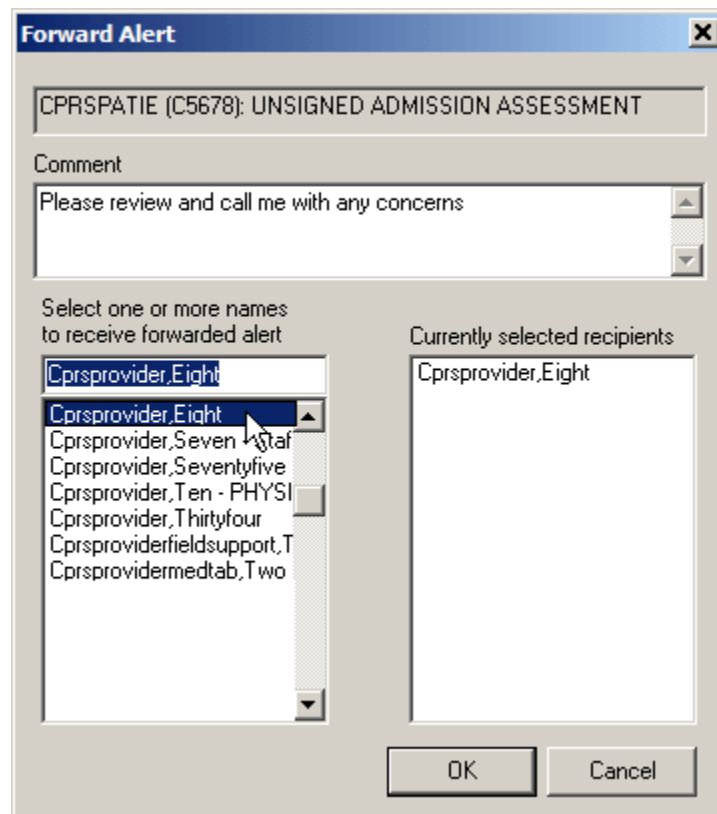 Forward Alert
CPRSPATIE (C5678): UNSIGNED ADMISSION ASSESSMENT
Comment
Please review and call me with any concerns
Select one or more names
to receive forwarded alert
Cprsprovider,Eight
Cprsprovider,Eight
Cprsprovider,Seven - Staf
Cprsprovider,Seventyfive
Cprsprovider,Ten - PHYSI
Cprsprovider,Thirtyfour
Cprsproviderfieldsupport,T
Cprsprovidermedtab,Two
Currently selected recipients
Cprsprovider,Eight
OK
Cancel